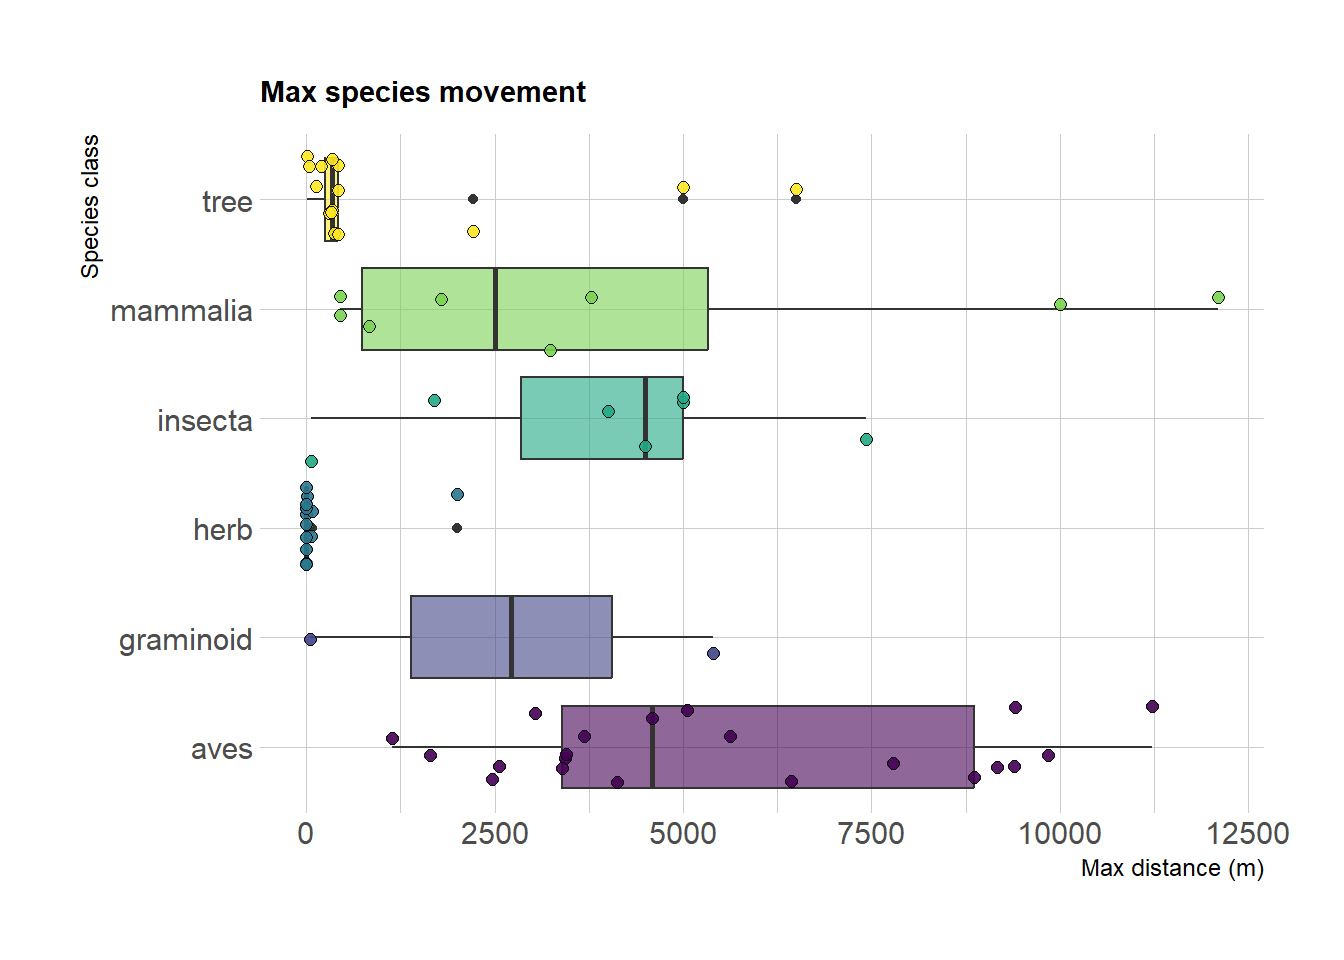 Max species movement
Species class
tree
mammalia
insecta
herb
graminoid
aves
0 2500 5000 7500 10000 12500
Max distance (m)